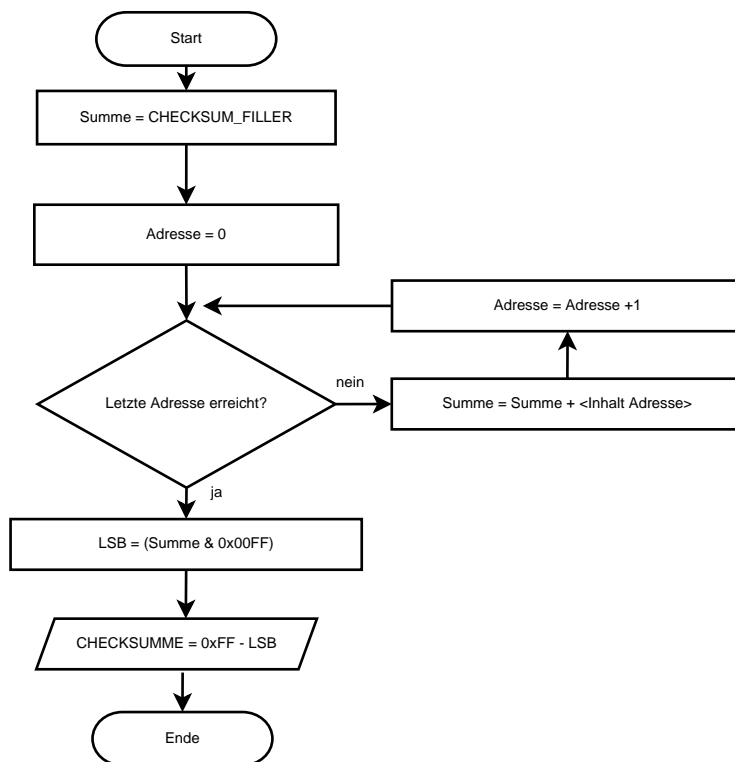 Start
Summe = CHECKSUM_FILLER
Adresse = 0
Adresse = Adresse +1
Letzte Adresse erreicht?
nein
Summe = Summe + <Inhalt Adresse>
ja
LSB = (Summe & 0x00FF)
CHECKSUMME = 0xFF - LSB
Ende